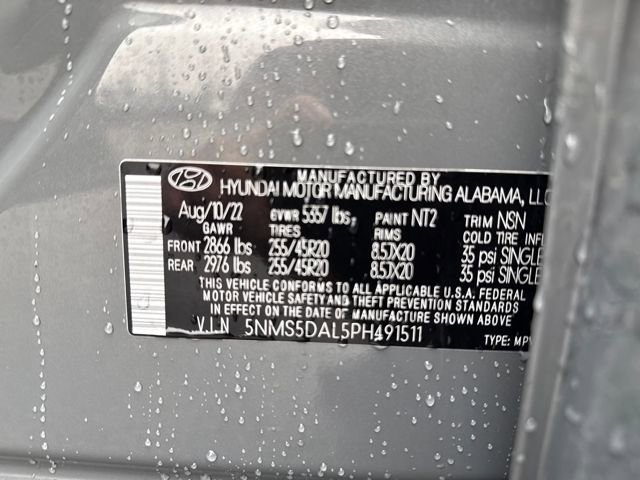 MANUFACTURED BY
HYUNDAI MOTOR MANUFACTURING ALABAMA, LLC
Aug/10/22 GVWR 5357 lbs. PAINT NT2 TRIM NSN
GAWR TIRES RIMS COLD TIRE INF
FRONT 2866 lbs 255/45R20 8.5JX20 35 psi SINGLE
REAR 2976 lbs 255/45R20 8.5JX20 35 psi SINGLE
THIS VEHICLE CONFORMS TO ALL APPLICABLE U.S.A. FEDERAL
MOTOR VEHICLE SAFETY AND THEFT PREVENTION STANDARDS
IN EFFECT ON THE DATE OF MANUFACTURE SHOWN ABOVE.
V.I.N 5NMS5DAL5PH491511 TYPE: MPV